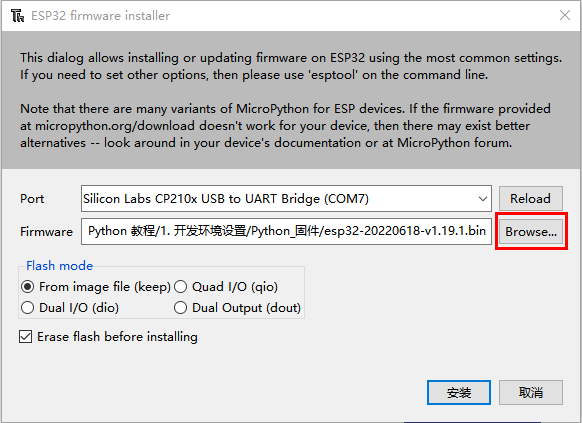 ESP32 firmware installer
This dialog allows installing or updating firmware on ESP32 using the most common settings.
If you need to set other options, then please use 'esptool' on the command line.
Note that there are many variants of MicroPython for ESP devices. If the firmware provided
at micropython.org/download doesn't work for your device, then there may exist better
alternatives -- look around in your device's documentation or at MicroPython forum.
Port Silicon Labs CP210x USB to UART Bridge (COM7) Reload
Firmware Python 教程/1. 开发环境设置/Python_固件/esp32-20220618-v1.19.1.bin Browse...
Flash mode
From image file (keep) Quad I/O (qio)
Dual I/O (dio) Dual Output (dout)
Erase flash before installing
安装 取消